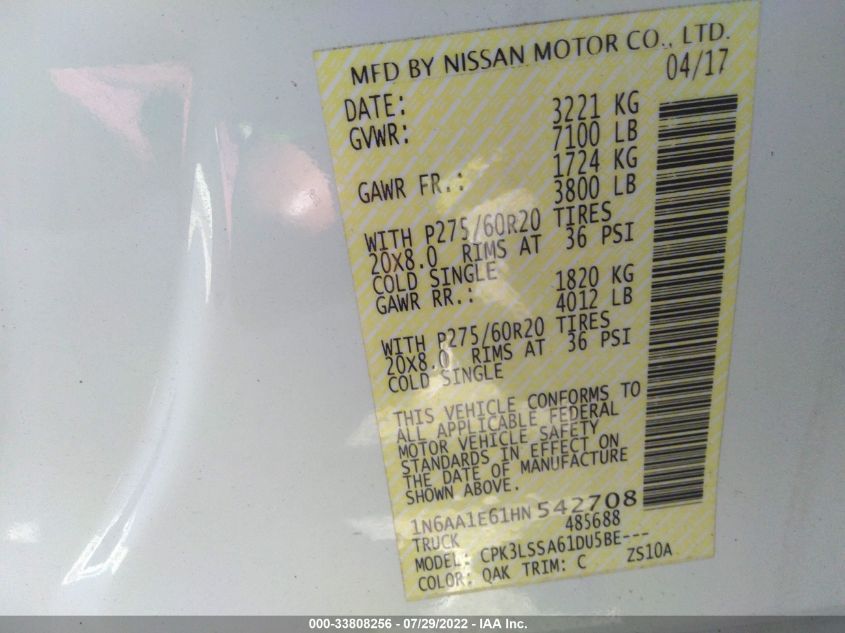 MFD BY NISSAN MOTOR CO., LTD.
DATE: 04/17
GVWR: 3221 KG
7100 LB
GAWR FR.: 1724 KG
3800 LB
WITH P275/60R20 TIRES
20X8.0 RIMS AT 36 PSI
COLD SINGLE
GAWR RR.: 1820 KG
4012 LB
WITH P275/60R20 TIRES
20X8.0 RIMS AT 36 PSI
COLD SINGLE
THIS VEHICLE CONFORMS TO
ALL APPLICABLE FEDERAL
MOTOR VEHICLE SAFETY
STANDARDS IN EFFECT ON
THE DATE OF MANUFACTURE
SHOWN ABOVE.
1N6AA1E61HN542708
TRUCK 485688
MODEL: CPK3LSSA61DU5BE---
COLOR: QAK TRIM: C ZS10A
000-33808256 - 07/29/2022 - IAA Inc.